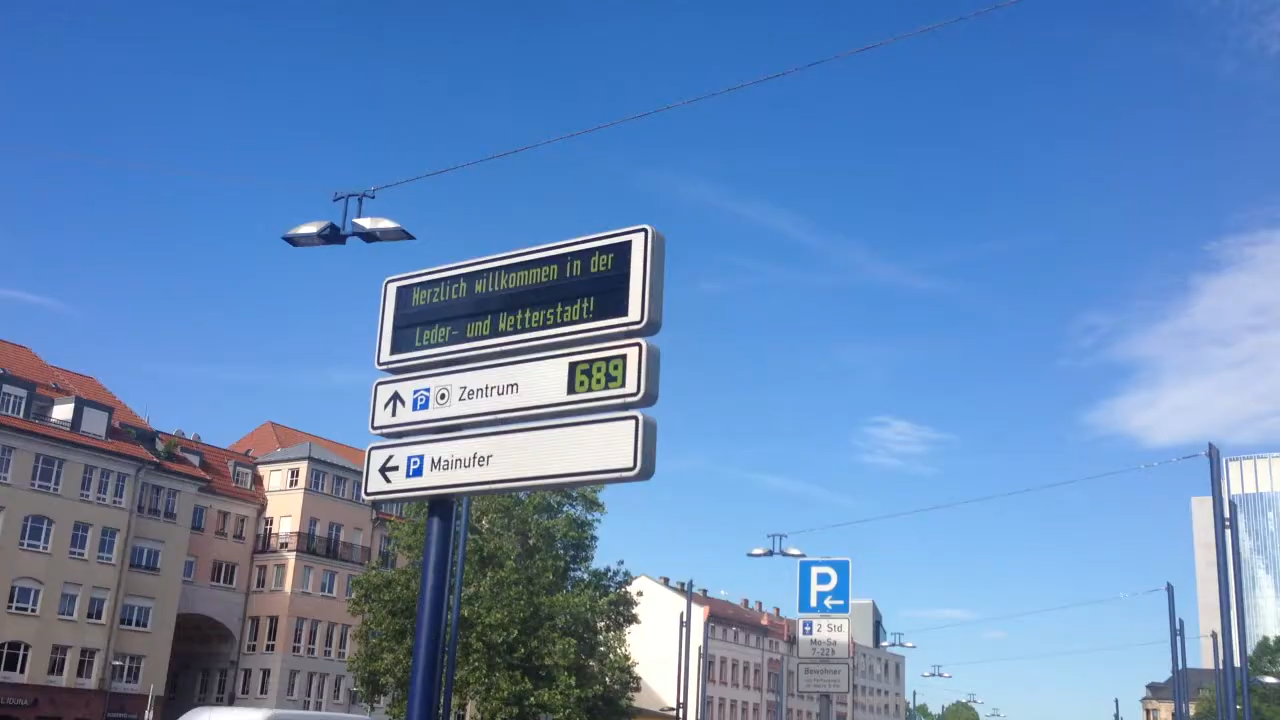 Herzlich willkommen in der
Leder- und Wetterstadt!
P Zentrum 689
P Mainufer
P
2 Std.
Mo-Sa
7-22h
Bewohner